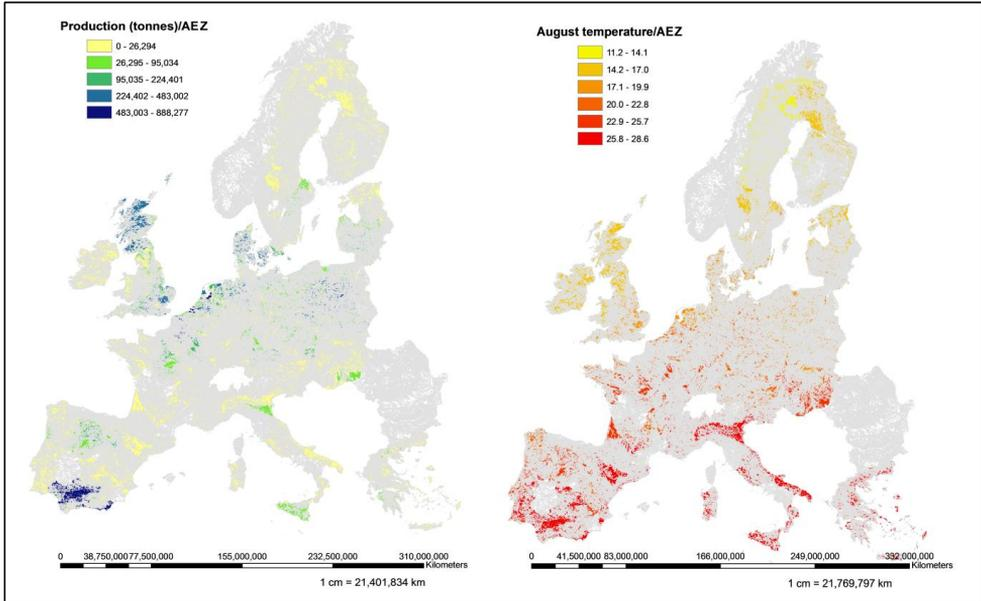 Production (tonnes)/AEZ
0 - 26,294
26,295 - 95,034
95,035 - 224,401
224,402 - 483,002
483,003 - 888,277
0 38,750,00077,500,000 155,000,000 232,500,000 310,000,000
Kilometers
1 cm = 21,401,834 km
August temperature/AEZ
11.2 - 14.1
14.2 - 17.0
17.1 - 19.9
20.0 - 22.8
22.9 - 25.7
25.8 - 28.6
0 41,500,000 83,000,000 166,000,000 249,000,000 332,000,000
Kilometers
1 cm = 21,769,797 km